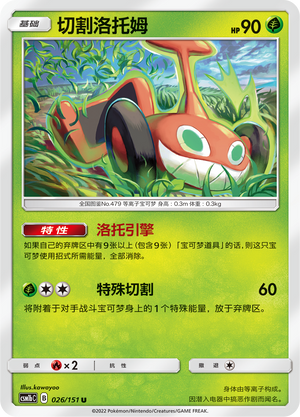 基础 切割洛托姆 HP 90
全国图鉴No.479 等离子宝可梦 身高：0.3m 体重：0.3kg
特性 洛托引擎
如果自己的弃牌区中有9张以上（包含9张）「宝可梦道具」的话，则这只宝
可梦使用招式所需能量，全部消除。
特殊切割 60
将附着于对手战斗宝可梦身上的1个特殊能量，放于弃牌区。
弱点 ×2 抗性 撤退
Illus.kawayoo
CSM1bC D 026/151 U
身体由等离子构成。
因潜入电器中搞恶作剧而闻名。
©2022 Pokémon/Nintendo/Creatures/GAME FREAK.